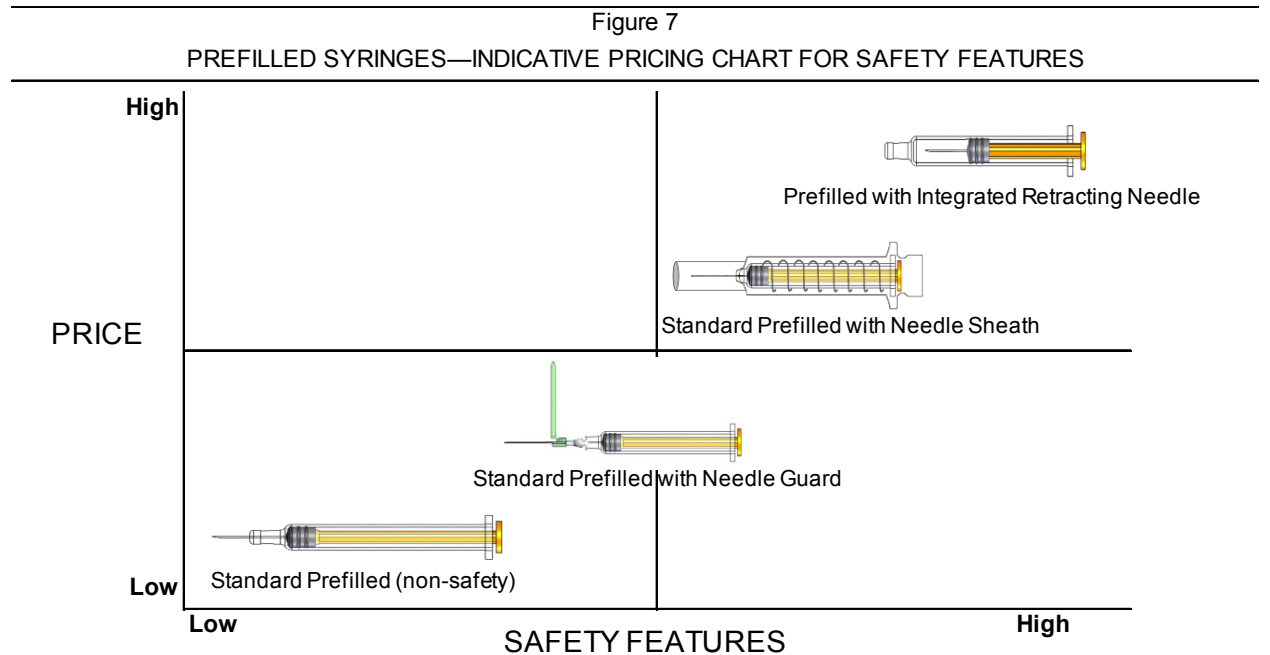 Figure 7
PREFILLED SYRINGES—INDICATIVE PRICING CHART FOR SAFETY FEATURES
High
Prefilled with Integrated Retracting Needle
Standard Prefilled with Needle Sheath
PRICE
Standard Prefilled with Needle Guard
Standard Prefilled (non-safety)
Low
Low
High
SAFETY FEATURES